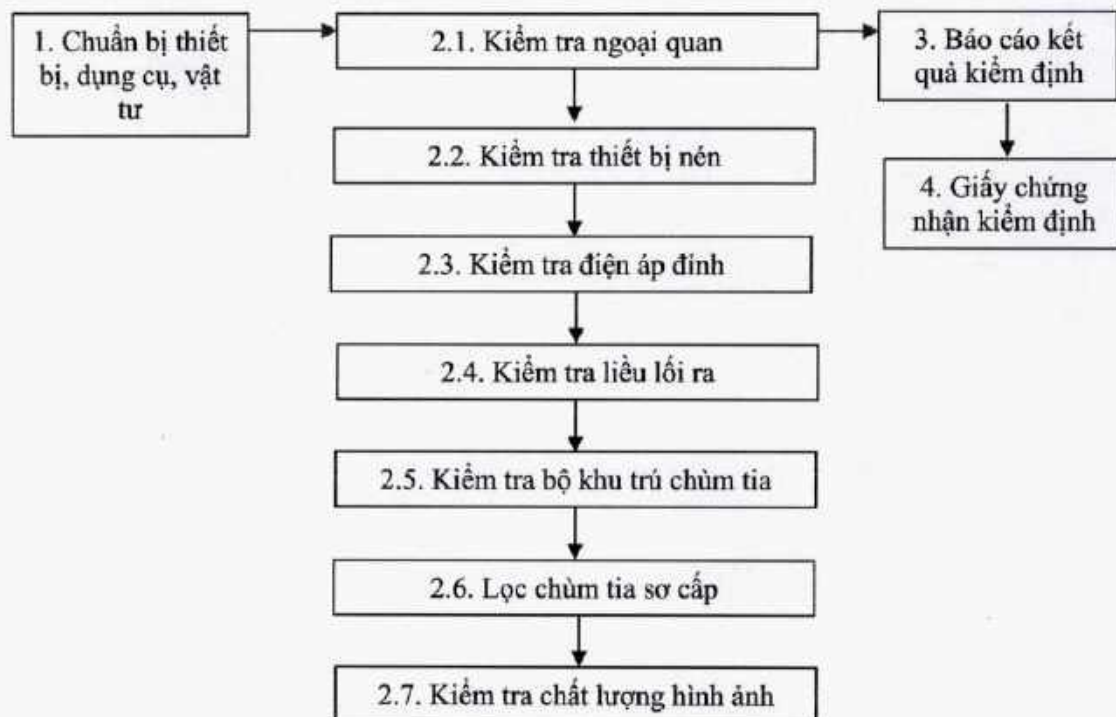 1. Chuẩn bị thiết
bị, dụng cụ, vật
tư
2.1. Kiểm tra ngoại quan
2.2. Kiểm tra thiết bị nén
2.3. Kiểm tra điện áp đỉnh
2.4. Kiểm tra liều lối ra
2.5. Kiểm tra bộ khu trú chùm tia
2.6. Lọc chùm tia sơ cấp
2.7. Kiểm tra chất lượng hình ảnh
3. Báo cáo kết
quả kiểm định
4. Giấy chứng
nhận kiểm định